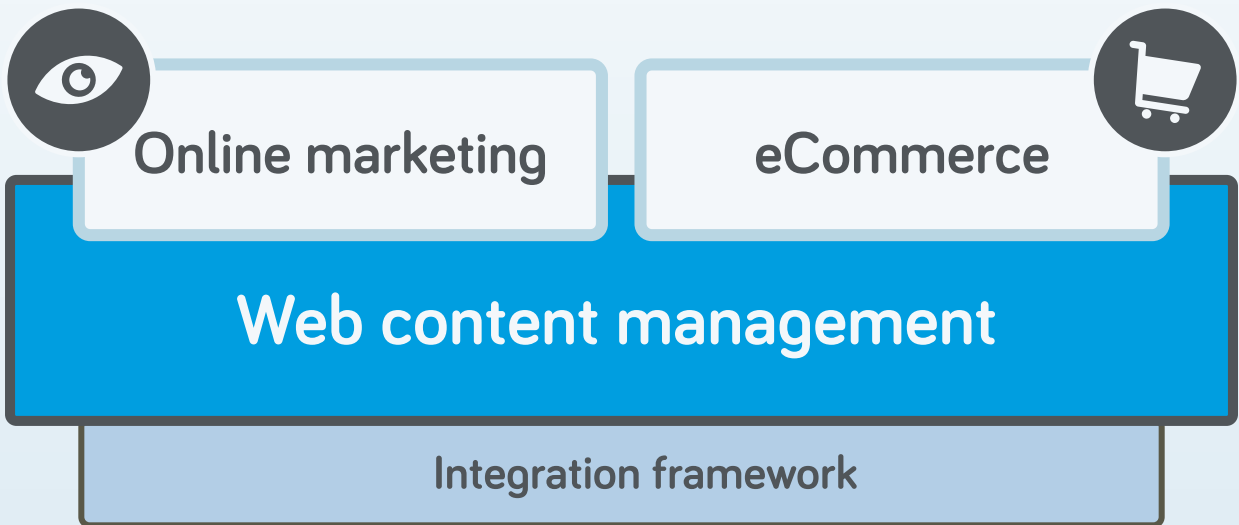 Online marketing
eCommerce
Web content management
Integration framework